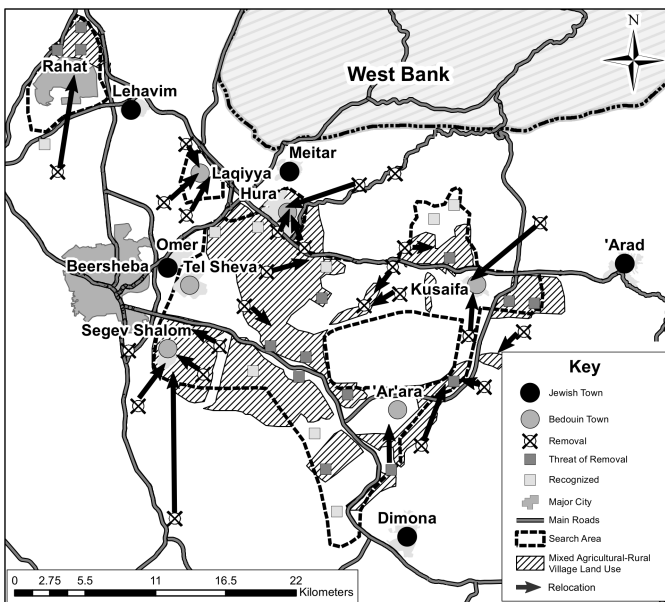 N
West Bank
Rahat
Lehavim
Meitar
Laqiyya
Hura
Omer
'Arad
Beersheba
Tel Sheva
Kusaifa
Segev Shalom
'Ar'ara
Dimona
Key
Jewish Town
Bedouin Town
Removal
Threat of Removal
Recognized
Major City
Main Roads
Search Area
Mixed Agricultural-Rural
Village Land Use
Relocation
0 2.75 5.5 11 16.5 22
Kilometers